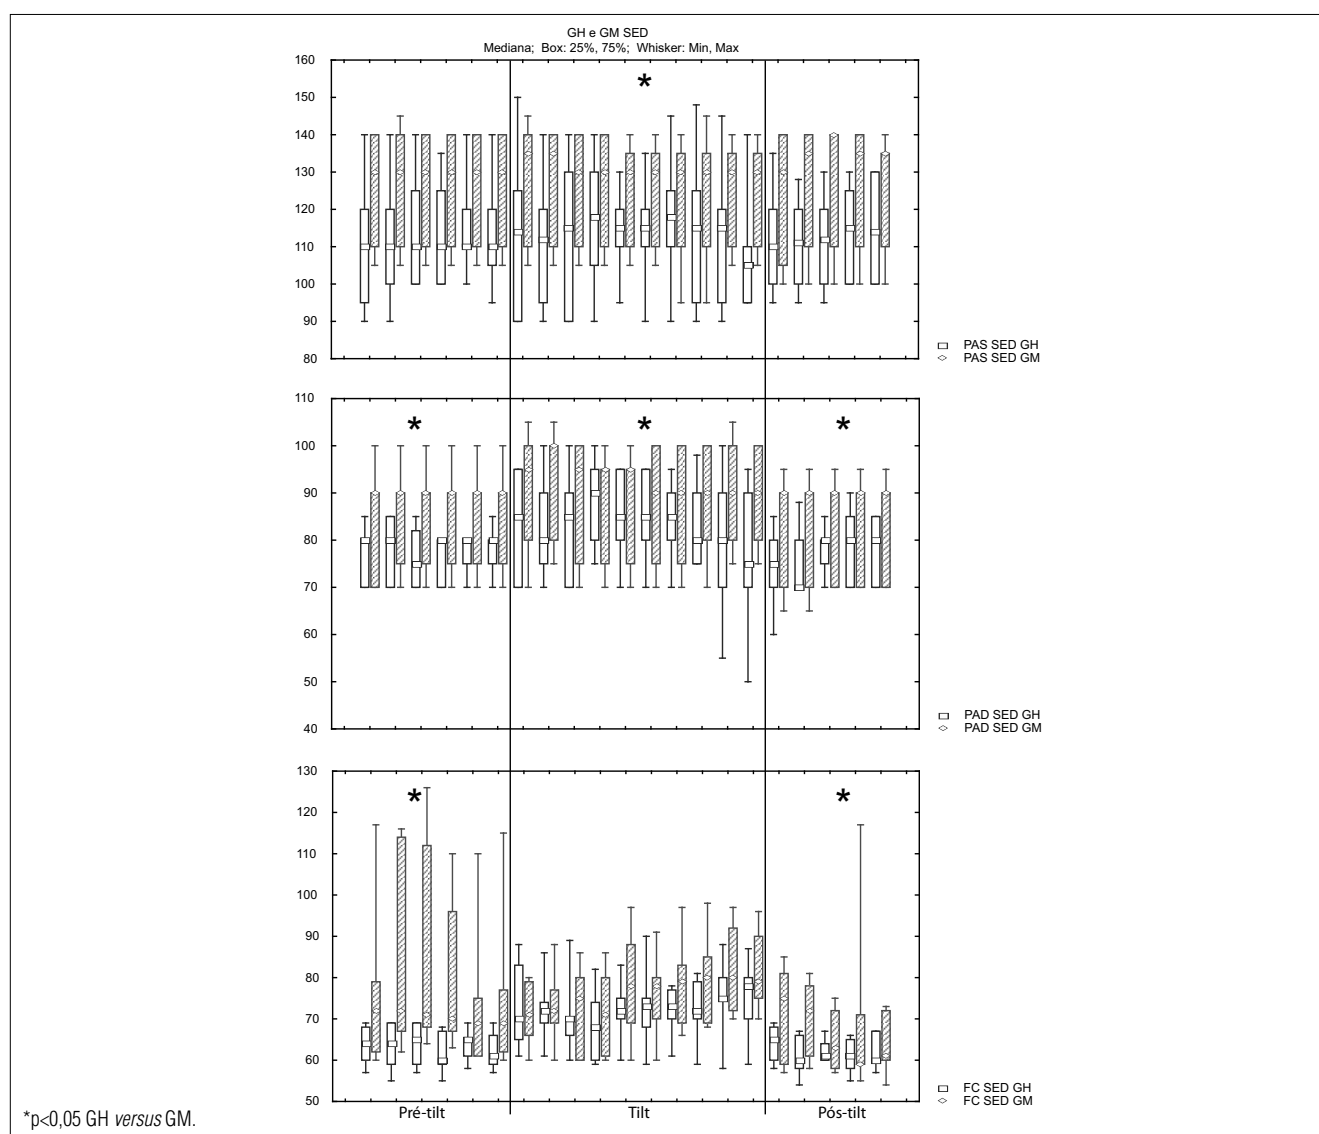 GH e GM SED
Mediana; Box: 25%, 75%; Whisker: Min, Max
160
150
140
130
120
110
100
90
80
PAS SED GH
PAS SED GM
110
100
90
80
70
60
50
40
PAD SED GH
PAD SED GM
130
120
110
100
90
80
70
60
50
FC SED GH
FC SED GM
Pré-tilt Tilt Pós-tilt
*p<0,05 GH versus GM.